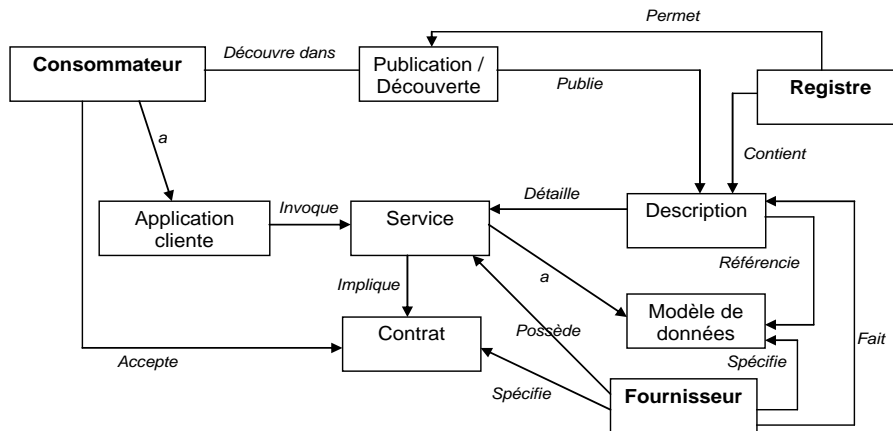 Permet
Consommateur
Découvre dans
Publication /
Découverte
Publie
Registre
a
Contient
Application
cliente
Invoque
Service
Détaille
Description
Implique
a
Référencie
Contrat
Possède
Modèle de
données
Accepte
Spécifie
Fournisseur
Spécifie
Fait